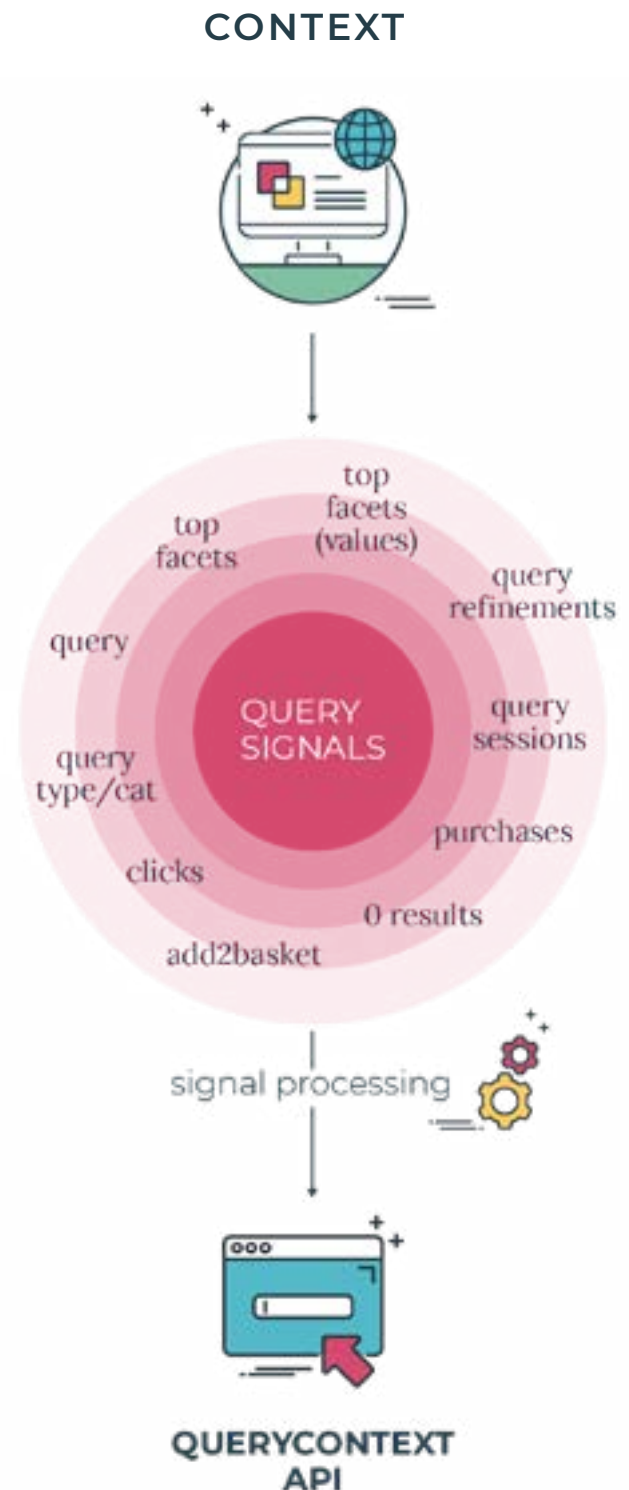 CONTEXT
top
facets
(values)
top
facets
query
refinements
query
QUERY
SIGNALS
query
sessions
query
type/cat
purchases
clicks
0 results
add2basket
signal processing
QUERYCONTEXT
API